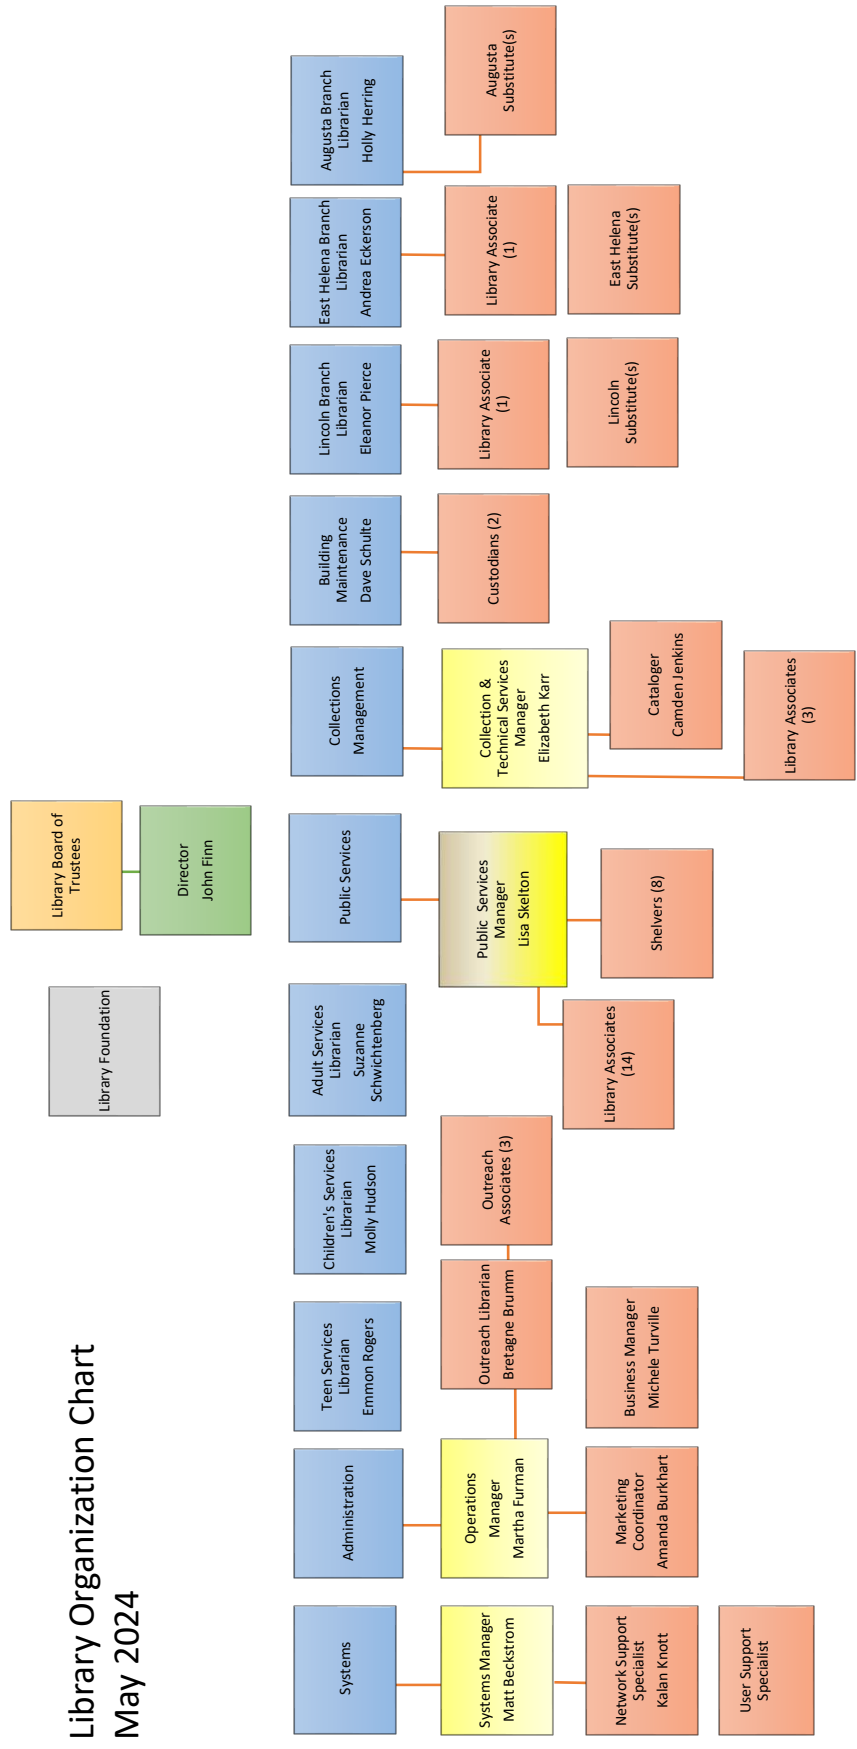 Library Organization Chart
May 2024
Library Foundation
Library Board of
Trustees
Director
John Finn
Systems
Administration
Teen Services
Librarian
Emmon Rogers
Children's Services
Librarian
Molly Hudson
Adult Services
Librarian
Suzanne
Schwichtenberg
Public Services
Collections
Management
Building
Maintenance
Dave Schulte
Lincoln Branch
Librarian
Eleanor Pierce
East Helena Branch
Librarian
Andrea Eckerson
Augusta Branch
Librarian
Holly Herring
Systems Manager
Matt Beckstrom
Operations
Manager
Martha Furman
Outreach Librarian
Bretagne Brumm
Outreach
Associates (3)
Public Services
Manager
Lisa Skelton
Collection &
Technical Services
Manager
Elizabeth Karr
Custodians (2)
Library Associate
(1)
Library Associate
(1)
Augusta
Substitute(s)
Network Support
Specialist
Kalan Knott
Marketing
Coordinator
Amanda Burkhart
Business Manager
Michele Turville
Library Associates
(14)
Shelvers (8)
Cataloger
Camden Jenkins
Lincoln
Substitute(s)
East Helena
Substitute(s)
User Support
Specialist
Library Associates
(3)